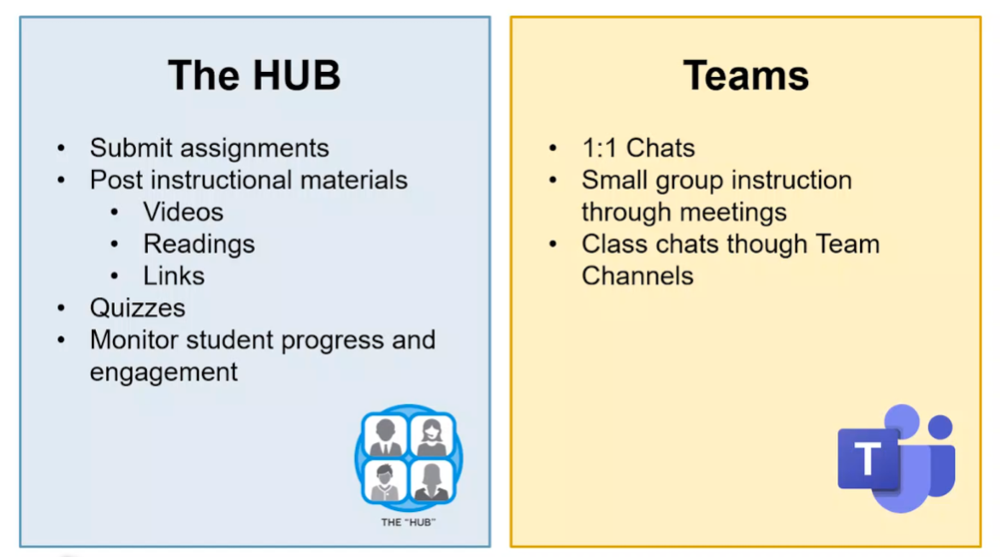 The HUB
• Submit assignments
• Post instructional materials
• Videos
• Readings
• Links
• Quizzes
• Monitor student progress and
engagement
THE "HUB"
Teams
• 1:1 Chats
• Small group instruction
through meetings
• Class chats though Team
Channels
T